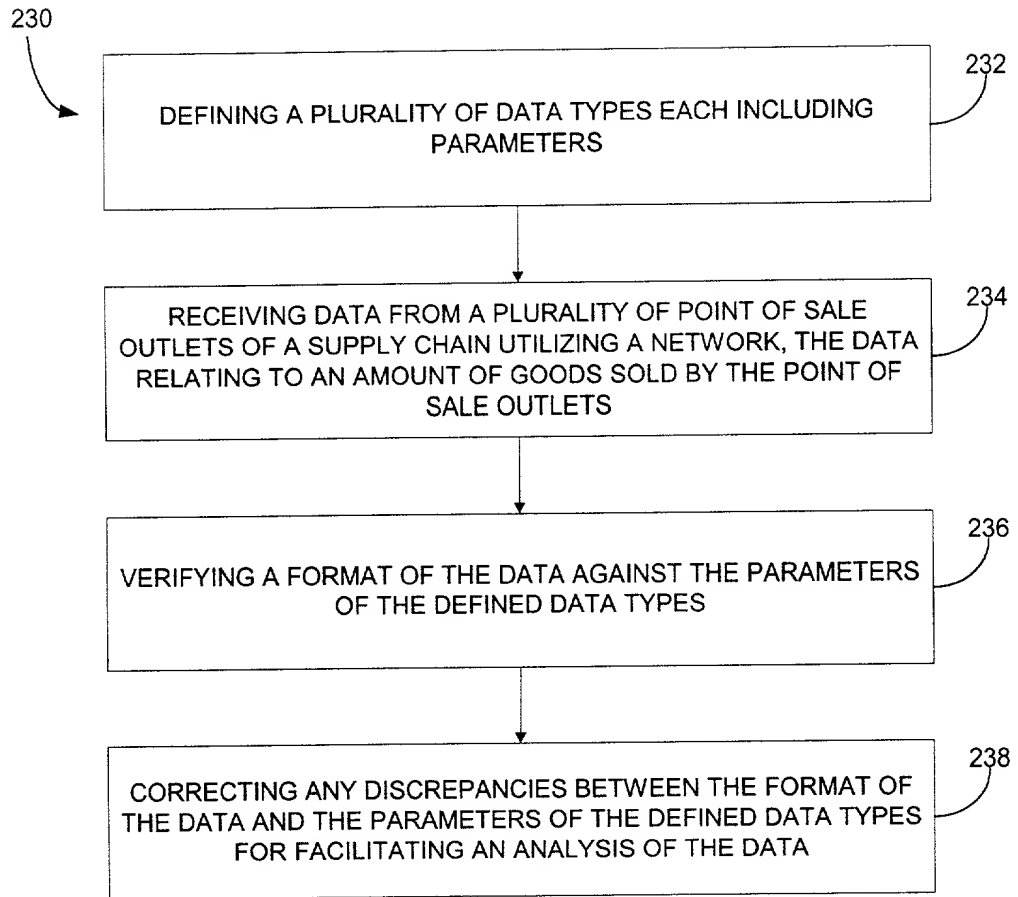 230
232
DEFINING A PLURALITY OF DATA TYPES EACH INCLUDING
PARAMETERS
234
RECEIVING DATA FROM A PLURALITY OF POINT OF SALE
OUTLETS OF A SUPPLY CHAIN UTILIZING A NETWORK, THE DATA
RELATING TO AN AMOUNT OF GOODS SOLD BY THE POINT OF
SALE OUTLETS
236
VERIFYING A FORMAT OF THE DATA AGAINST THE PARAMETERS
OF THE DEFINED DATA TYPES
238
CORRECTING ANY DISCREPANCIES BETWEEN THE FORMAT OF
THE DATA AND THE PARAMETERS OF THE DEFINED DATA TYPES
FOR FACILITATING AN ANALYSIS OF THE DATA